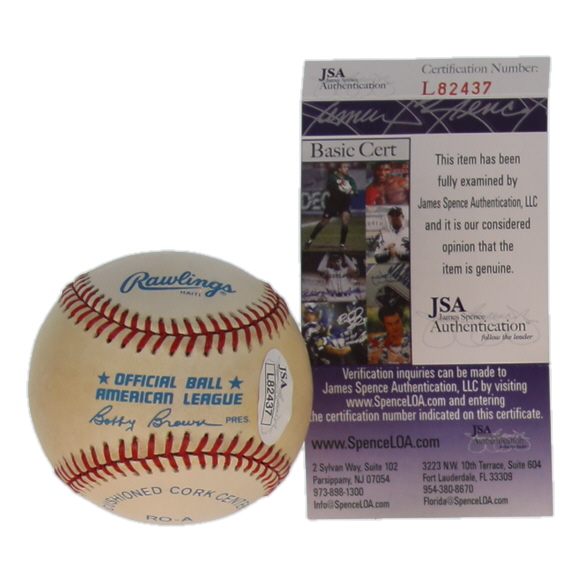 Rawlings
HAITI
★ OFFICIAL BALL ★
AMERICAN LEAGUE
Bobby Brown PRES.
CUSHIONED CORK CENTER
RO-A
JSA
L82437
JSA
James Spence
Authentication
Certification Number:
L82437
Basic Cert
This item has been
fully examined by
James Spence Authentication, LLC
and it is our considered
opinion that the
item is genuine.
JSA
James Spence
Authentication
follow the leader
Verification inquiries can be made to
James Spence Authentication, LLC by visiting
www.SpenceLOA.com and entering
the certification number indicated on this certificate.
www.SpenceLOA.com
JSA
Authentication
2 Sylvan Way, Suite 102
Parsippany, NJ 07054
973-898-1300
Info@SpenceLOA.com
3223 N.W. 10th Terrace, Suite 604
Fort Lauderdale, FL 33309
954-380-8670
Florida@SpenceLOA.com